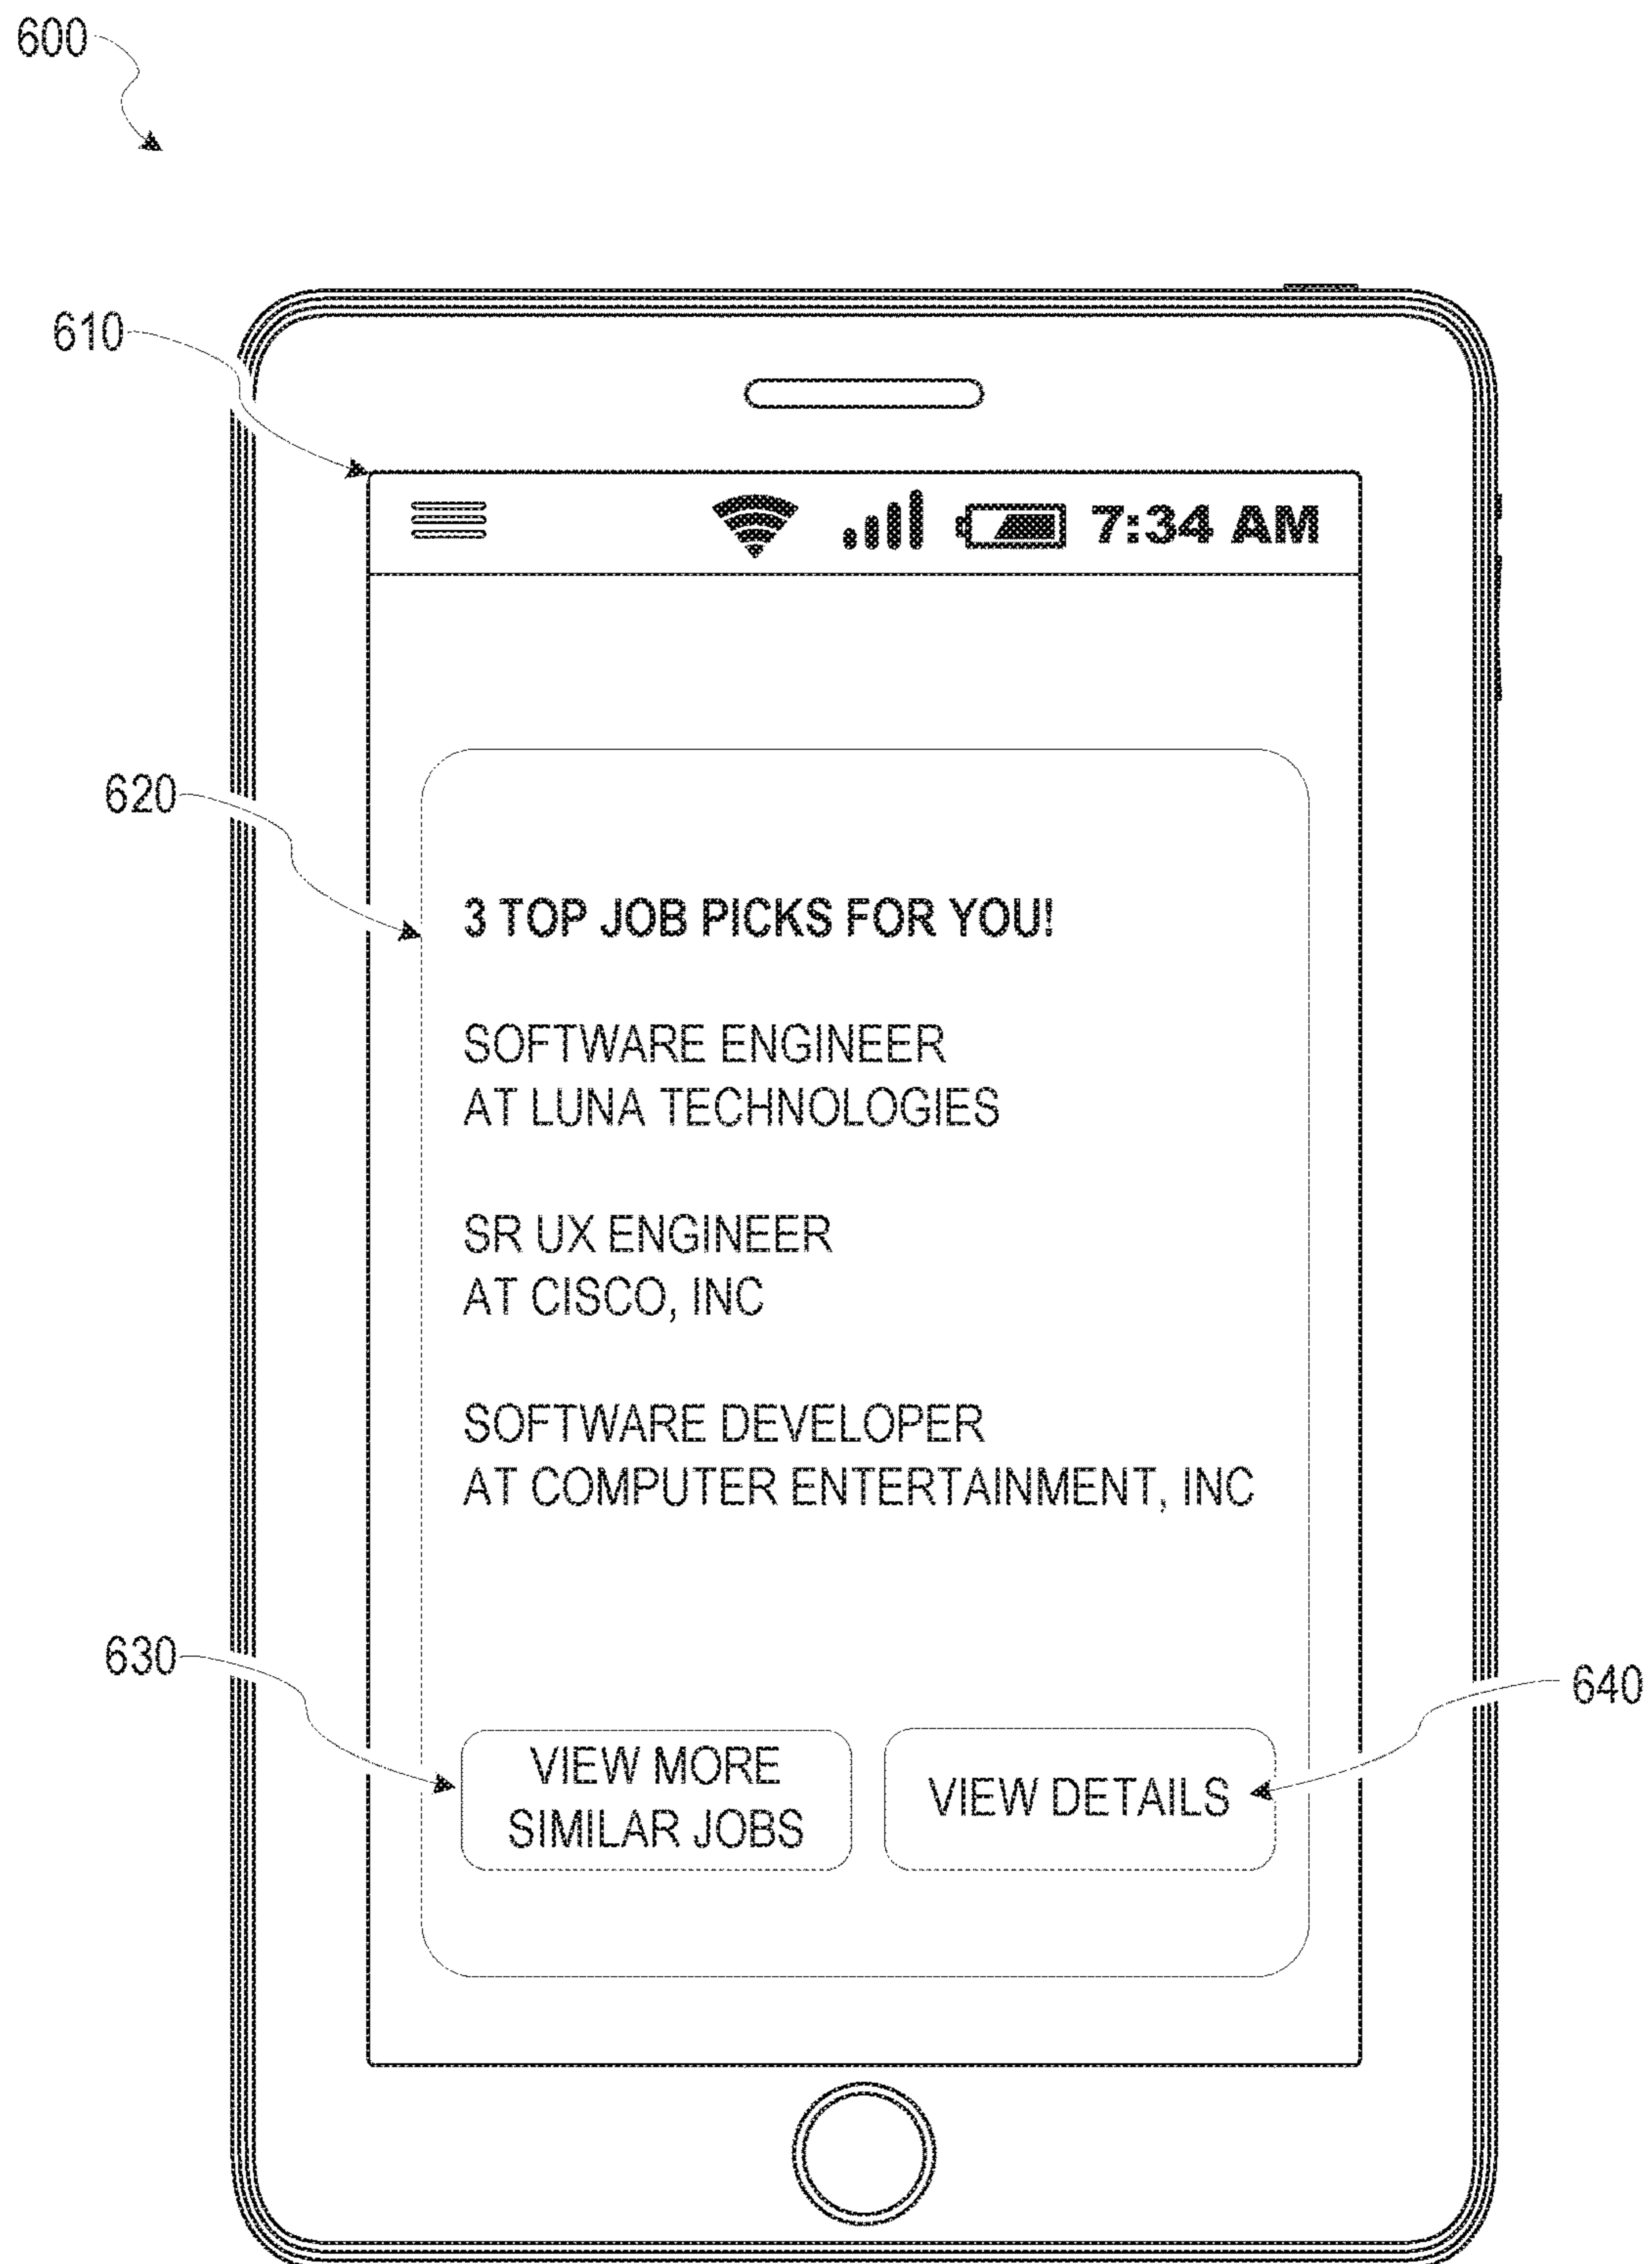 600
610
7:34 AM
620
3 TOP JOB PICKS FOR YOU!
SOFTWARE ENGINEER
AT LUNA TECHNOLOGIES
SR UX ENGINEER
AT CISCO, INC
SOFTWARE DEVELOPER
AT COMPUTER ENTERTAINMENT, INC
630
640
VIEW MORE
SIMILAR JOBS
VIEW DETAILS